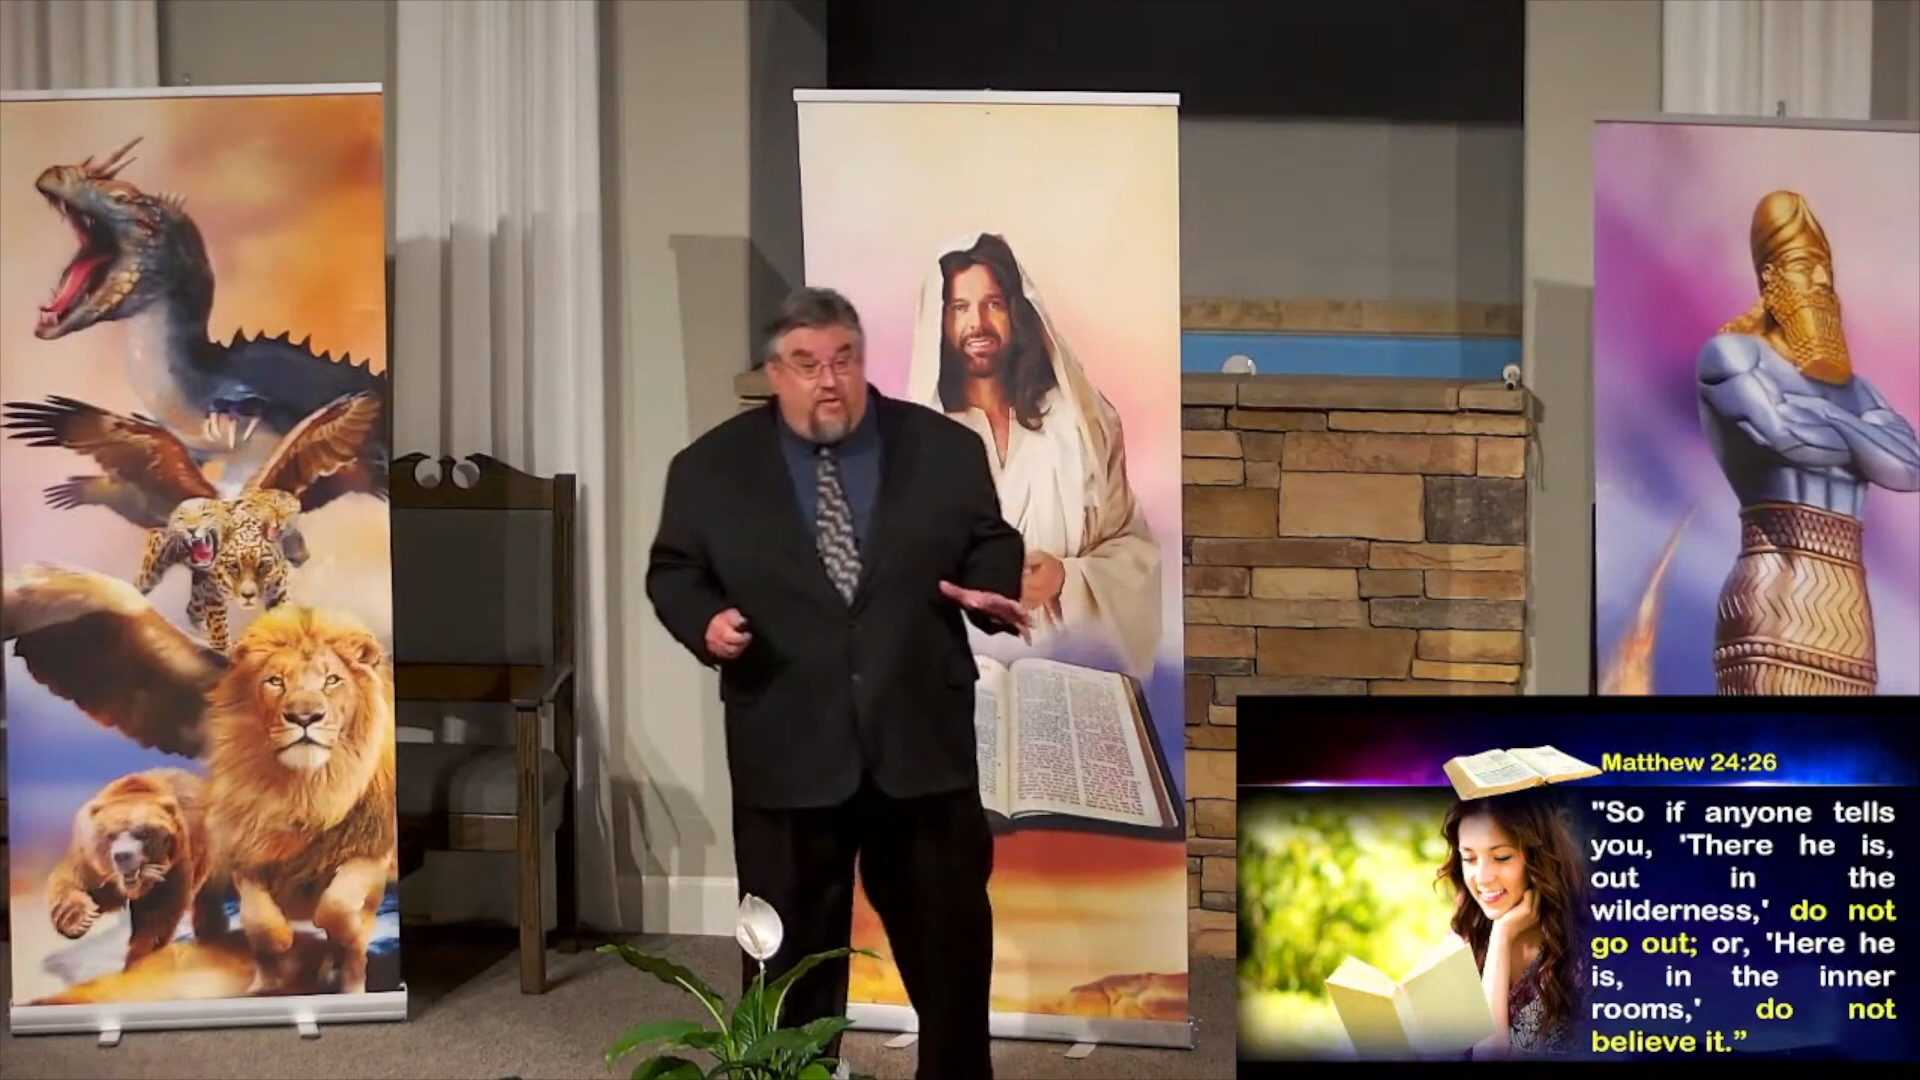 Matthew 24:26
"So if anyone tells
you, 'There he is,
out in the
wilderness,' do not
go out; or, 'Here he
is, in the inner
rooms,' do not
believe it.”